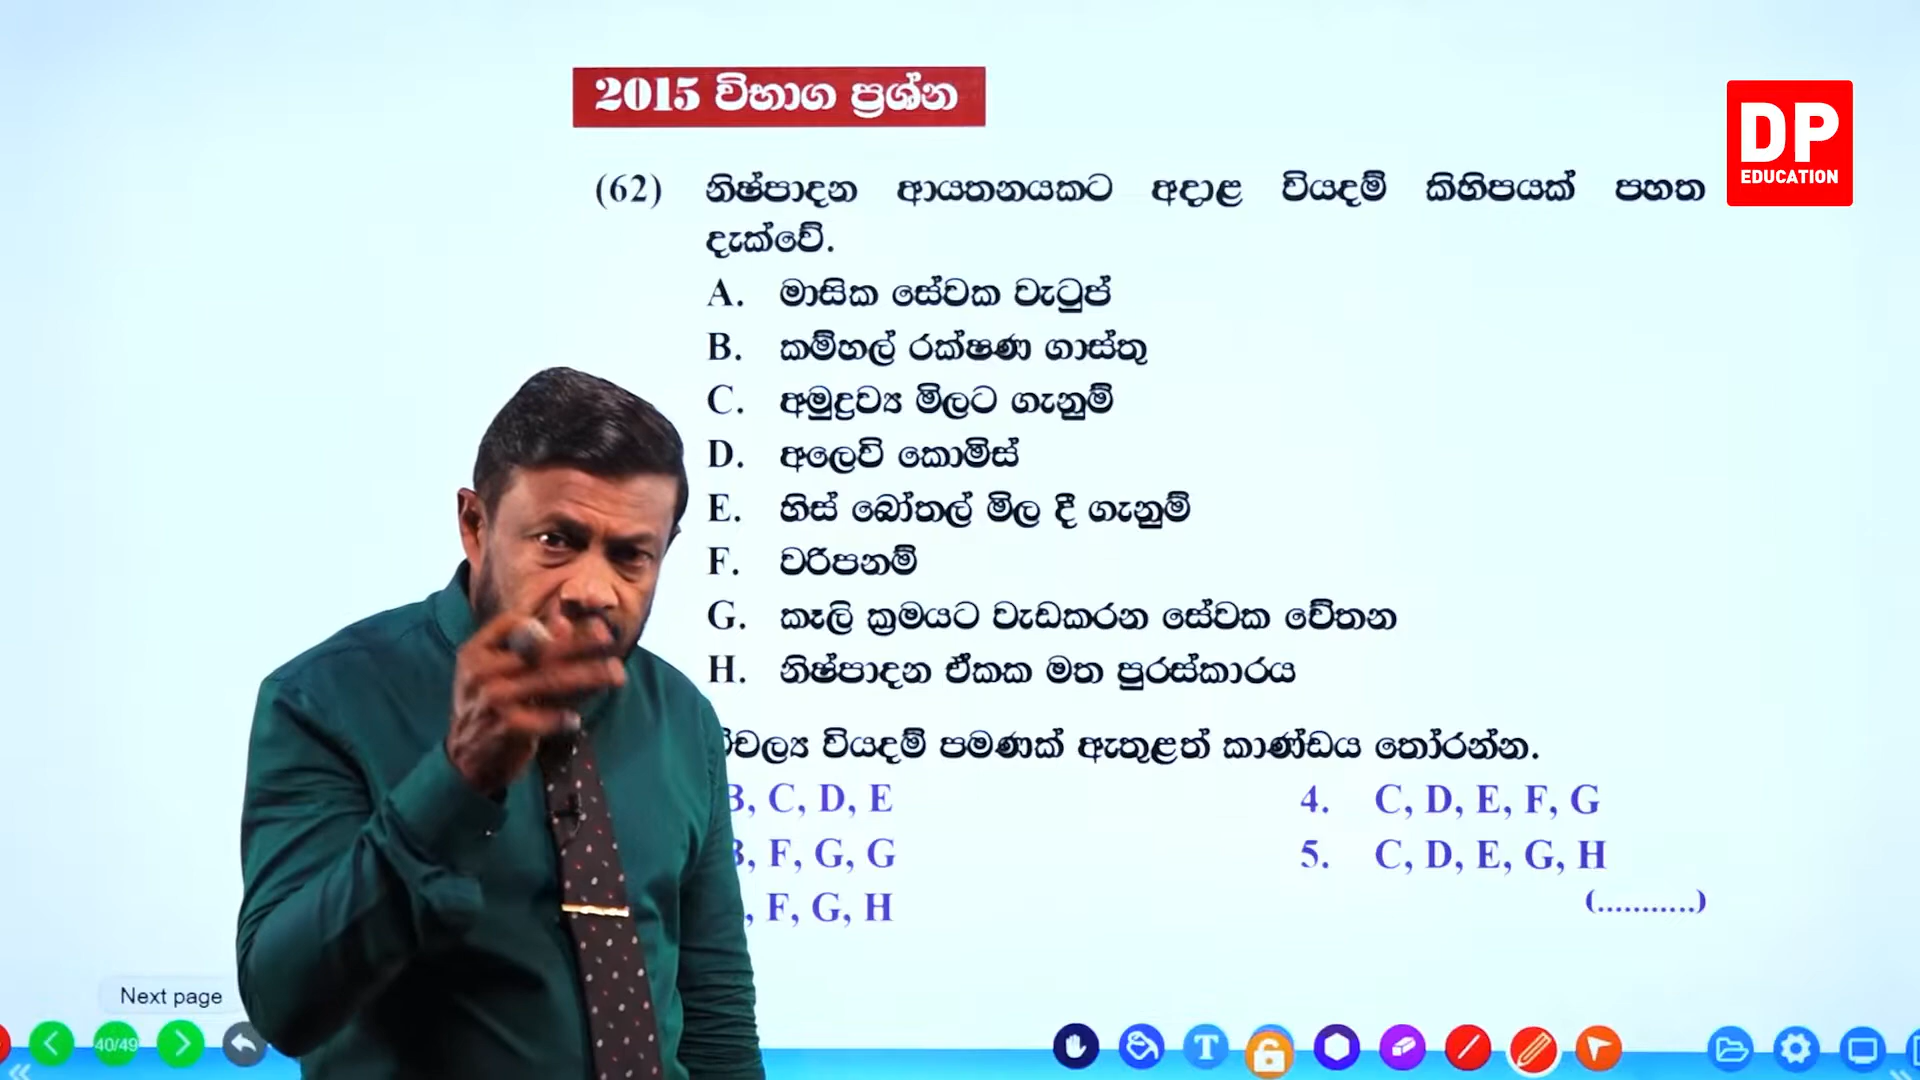 2015 විභාග ප්‍රශ්න
DP
EDUCATION
(62) නිෂ්පාදන ආයතනයකට අදාළ වියදම් කිහිපයක් පහත
දැක්වේ.
A. මාසික සේවක වැටුප්
B. කම්හල් රක්ෂණ ගාස්තු
C. අමුද්‍රව්‍ය මිලට ගැනුම්
D. අලෙවි කොමිස්
E. හිස් බෝතල් මිල දී ගැනුම්
F. වරිපනම්
G. කෑලි ක්‍රමයට වැඩකරන සේවක වේතන
H. නිෂ්පාදන ඒකක මත පුරස්කාරය
වියදම් පමණක් ඇතුළත් කාණ්ඩය තෝරන්න.
B, C, D, E 4. C, D, E, F, G
B, F, G, G 5. C, D, E, G, H
, F, G, H (...........)
Next page
40/49
T